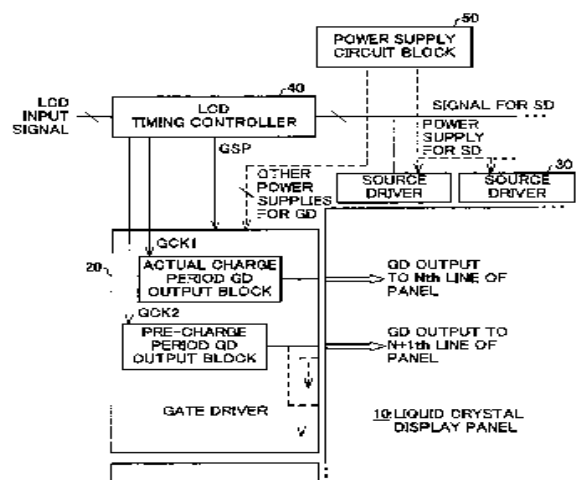 50
POWER SUPPLY
CIRCUIT BLOCK
40
LCD
INPUT
SIGNAL
LCD
TIMING CONTROLLER
SIGNAL FOR SD
POWER
SUPPLY
FOR SD
GSP
OTHER
POWER
SUPPLIES
FOR GD
30
SOURCE
DRIVER
SOURCE
DRIVER
GCK1
20
ACTUAL CHARGE
PERIOD GD
OUTPUT BLOCK
GD OUTPUT
TO Nth LINE OF
PANEL
GCK2
PRE-CHARGE
PERIOD GD
OUTPUT BLOCK
GD OUTPUT TO
N+1th LINE OF
PANEL
GATE DRIVER
10:LIQUID CRYSTAL
DISPLAY PANEL